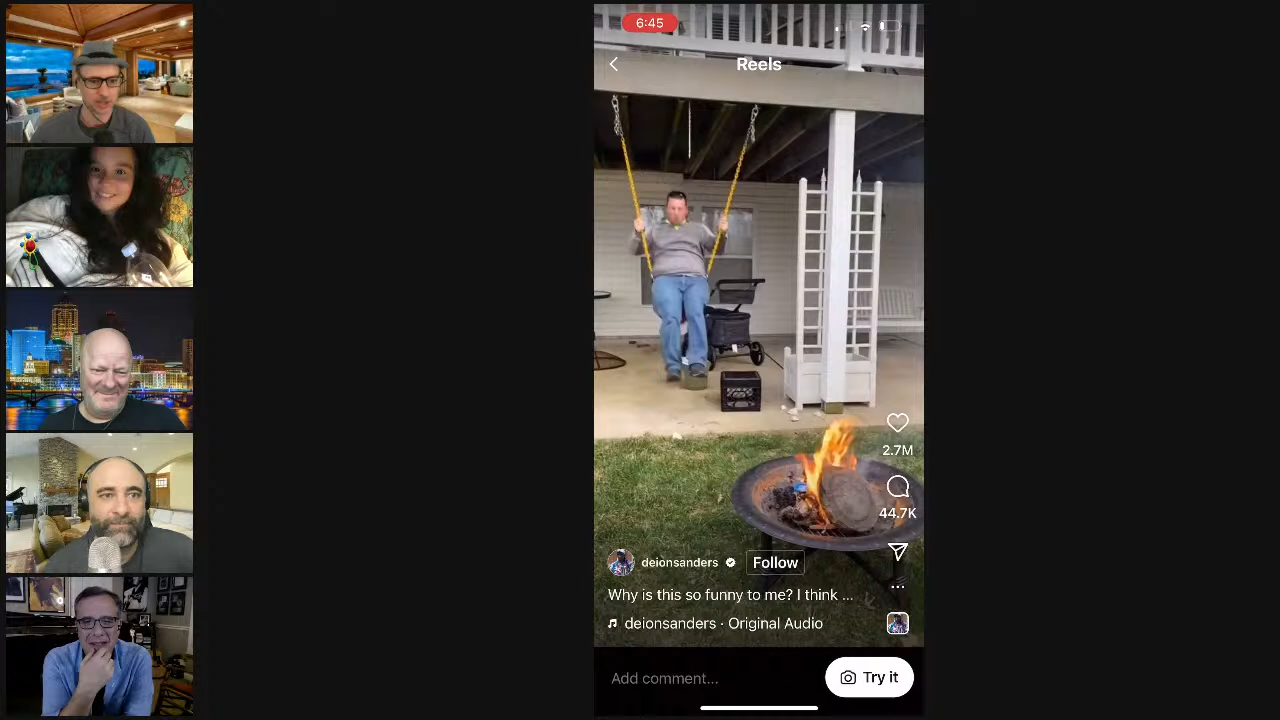 6:45
Reels
2.7M
44.7K
deionsanders
Follow
Why is this so funny to me? I think ...
deionsanders · Original Audio
Add comment...
Try it